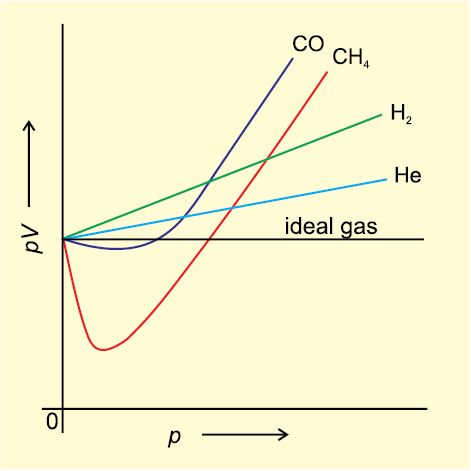 CO
CH₄
H₂
He
ideal gas
pV
0
p